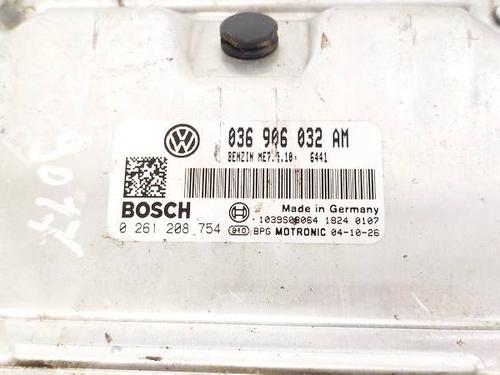 036 906 032 AM
BENZIN ME7.5.10: 6441
BOSCH
Made in Germany
1039S08064 1824 0107
0 261 208 754
910 BPG MOTRONIC 04-10-26